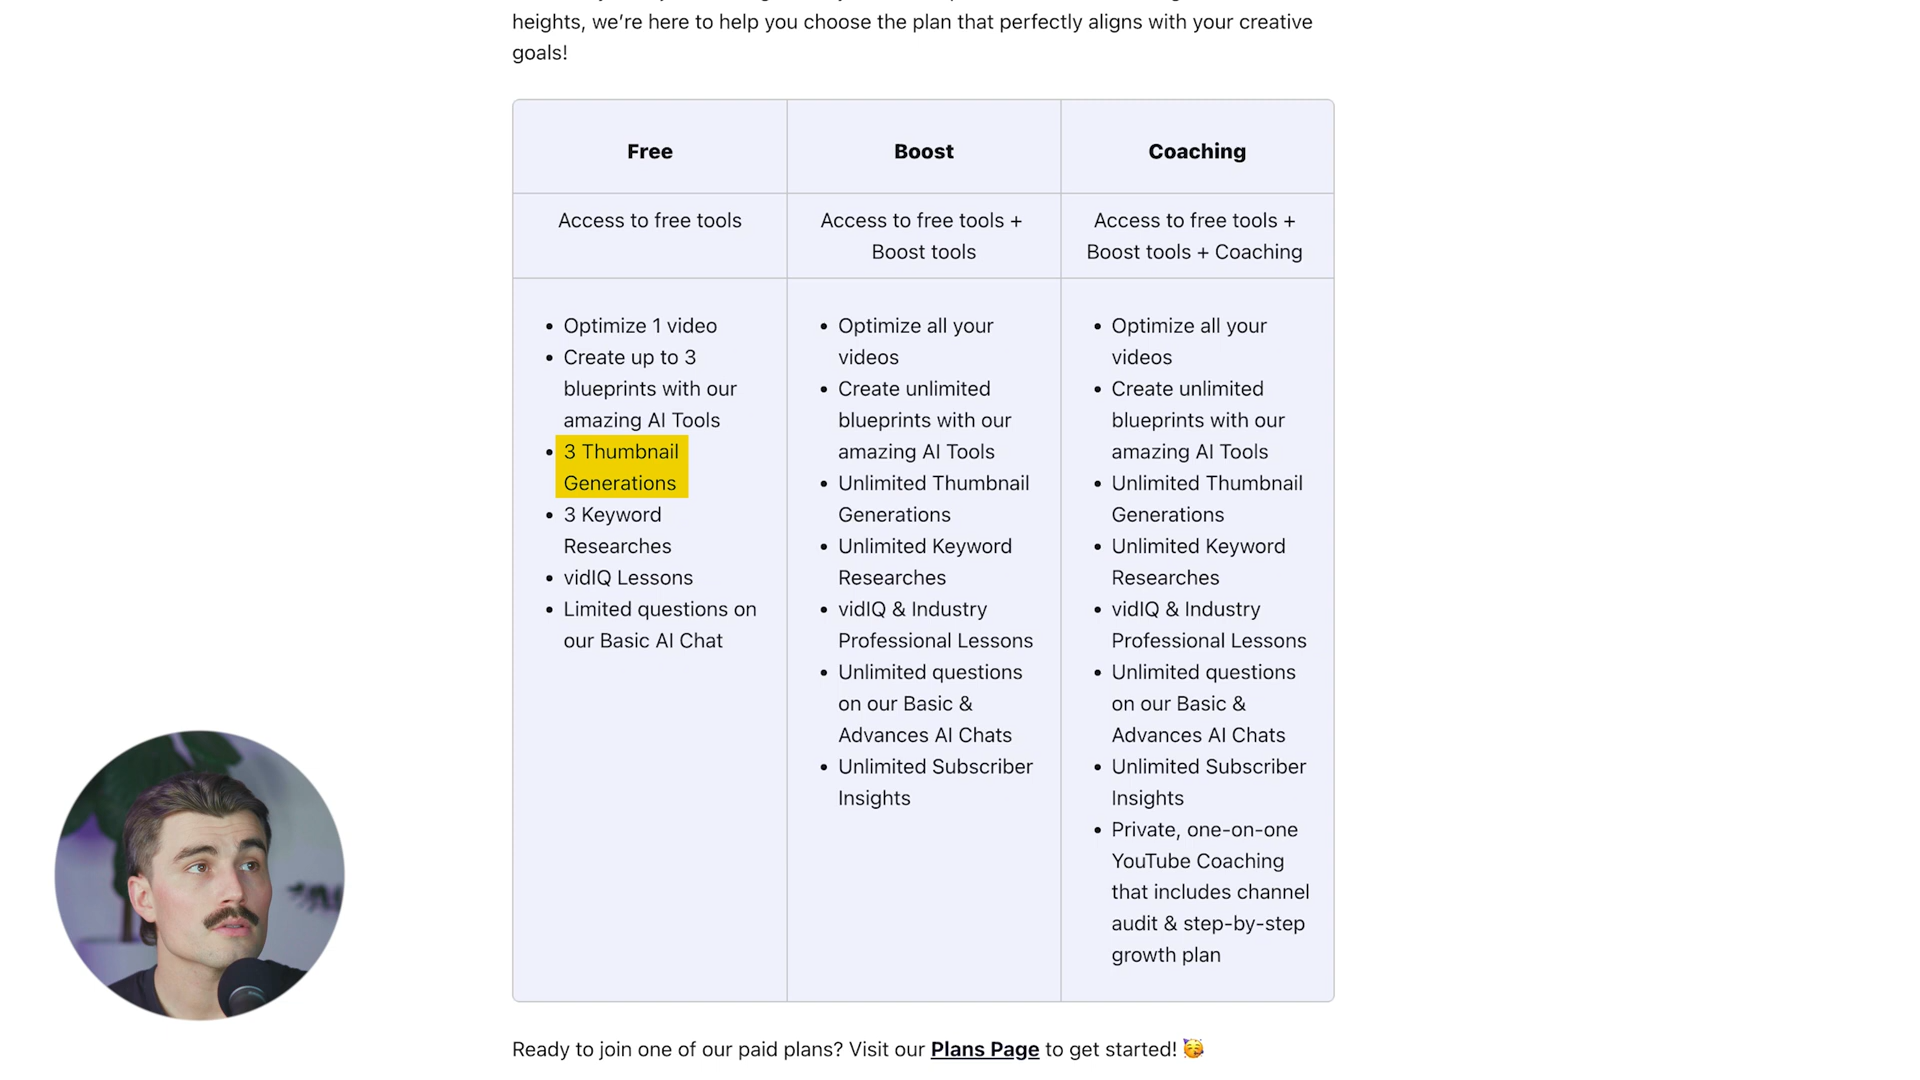 heights, we're here to help you choose the plan that perfectly aligns with your creative
goals!
Free
Boost
Coaching
Access to free tools
Access to free tools +
Boost tools
Access to free tools +
Boost tools + Coaching
• Optimize 1 video
• Create up to 3
blueprints with our
amazing AI Tools
• 3 Thumbnail
Generations
• 3 Keyword
Researches
• vidIQ Lessons
• Limited questions on
our Basic AI Chat
• Optimize all your
videos
• Create unlimited
blueprints with our
amazing AI Tools
• Unlimited Thumbnail
Generations
• Unlimited Keyword
Researches
• vidIQ & Industry
Professional Lessons
• Unlimited questions
on our Basic &
Advances AI Chats
• Unlimited Subscriber
Insights
• Optimize all your
videos
• Create unlimited
blueprints with our
amazing AI Tools
• Unlimited Thumbnail
Generations
• Unlimited Keyword
Researches
• vidIQ & Industry
Professional Lessons
• Unlimited questions
on our Basic &
Advances AI Chats
• Unlimited Subscriber
Insights
• Private, one-on-one
YouTube Coaching
that includes channel
audit & step-by-step
growth plan
Ready to join one of our paid plans? Visit our Plans Page to get started! 🥳